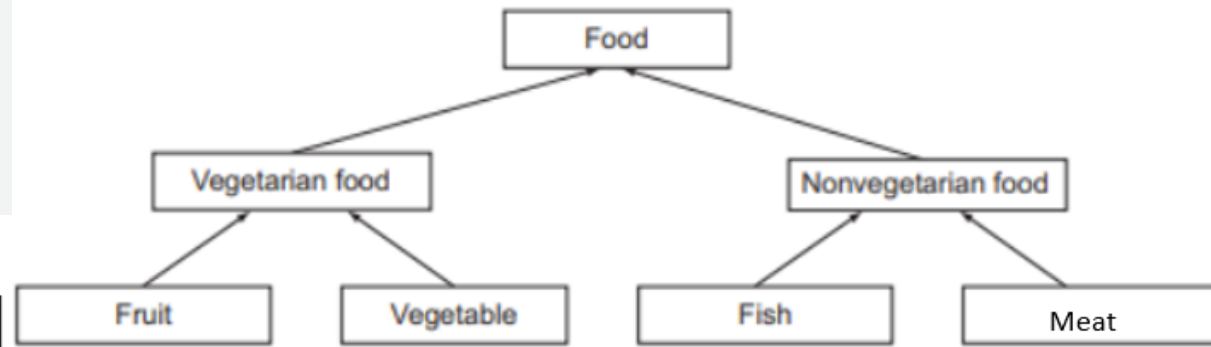 Food
Vegetarian food
Nonvegetarian food
Fruit
Vegetable
Fish
Meat